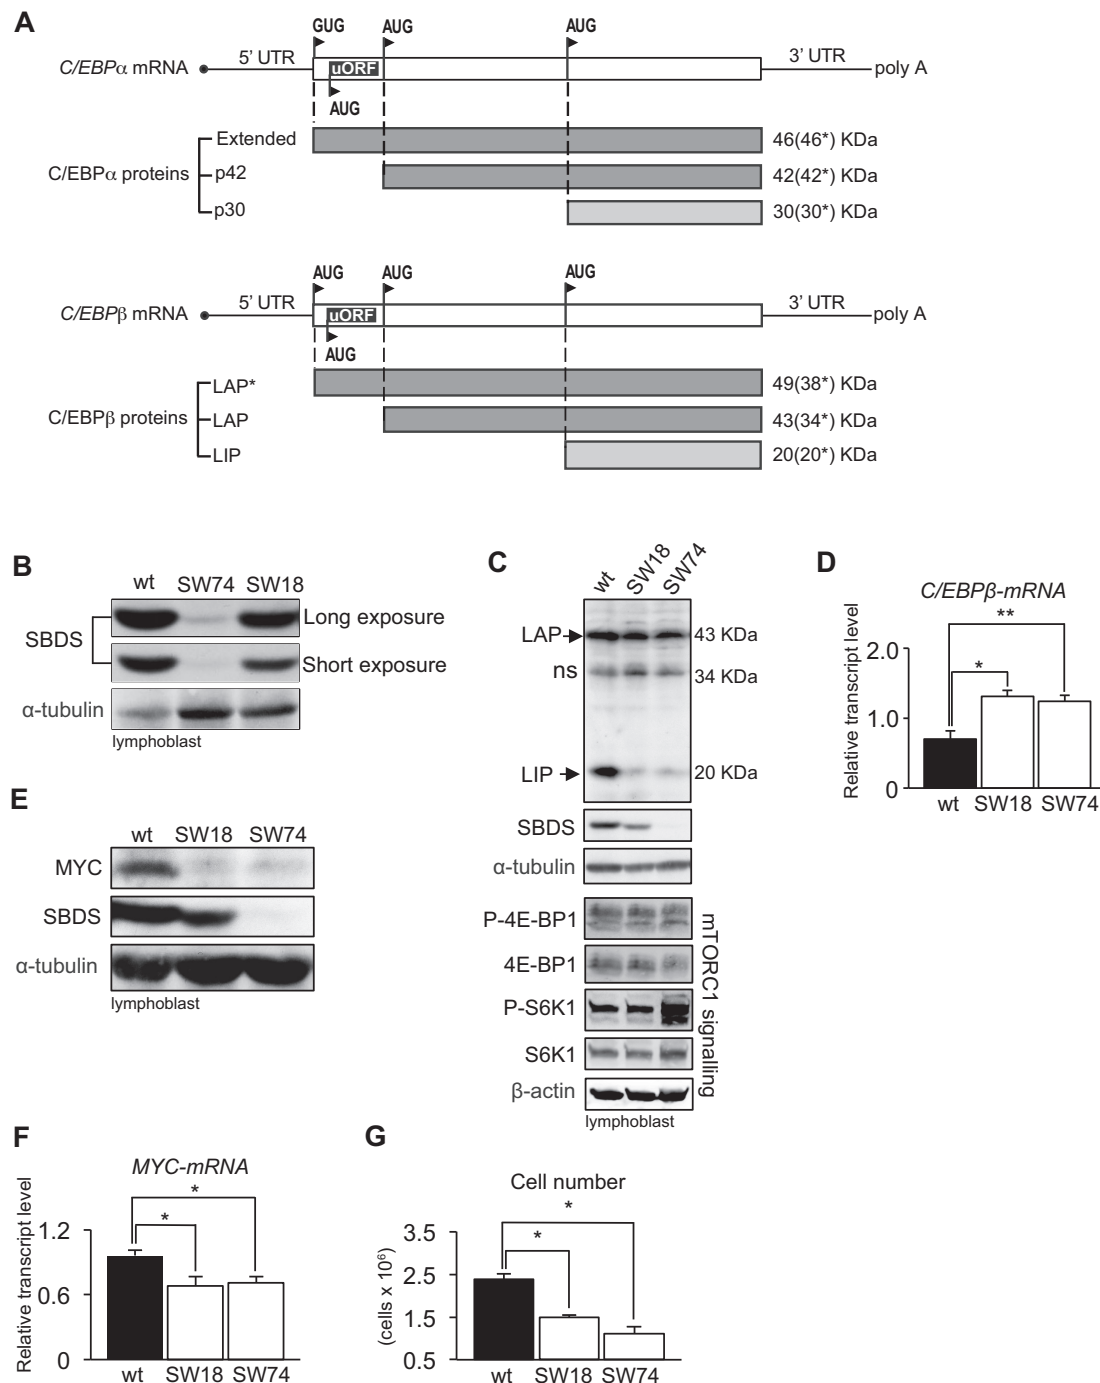 A
GUG AUG AUG
C/EBPα mRNA 5’ UTR uORF 3’ UTR poly A
AUG
Extended 46(46*) KDa
C/EBPα proteins p42 42(42*) KDa
p30 30(30*) KDa
AUG AUG AUG
C/EBPβ mRNA 5’ UTR uORF 3’ UTR poly A
AUG
LAP* 49(38*) KDa
C/EBPβ proteins LAP 43(34*) KDa
LIP 20(20*) KDa
B
wt SW74 SW18
SBDS
Long exposure
Short exposure
α-tubulin
lymphoblast
C
wt SW18 SW74
LAP 43 KDa
ns 34 KDa
LIP 20 KDa
SBDS
α-tubulin
P-4E-BP1
4E-BP1
P-S6K1
S6K1
β-actin
mTORC1 signalling
lymphoblast
D
C/EBPβ-mRNA
**
*
Relative transcript level
2.0
1.0
0
wt SW18 SW74
E
wt SW18 SW74
MYC
SBDS
α-tubulin
lymphoblast
F
MYC-mRNA
*
*
Relative transcript level
1.2
0.6
0
wt SW18 SW74
G
Cell number
*
*
(cells x 10⁶)
3.5
2.5
1.5
0.5
wt SW18 SW74